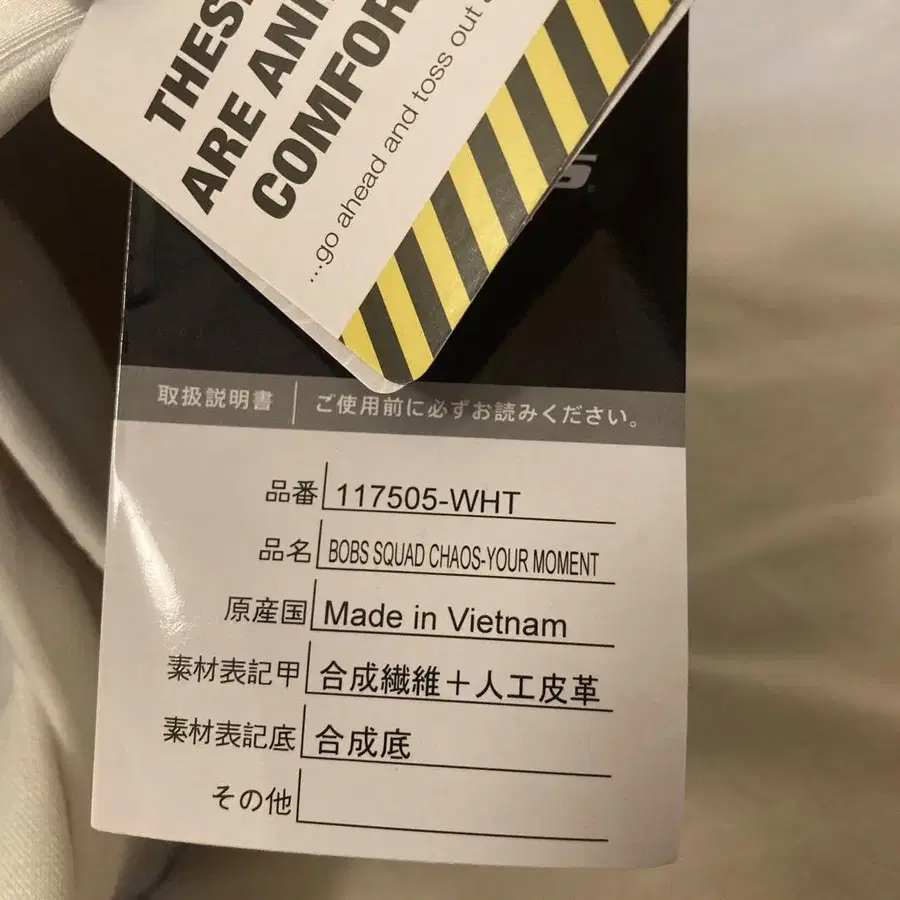 THESE
ARE
COMFOR
...go ahead and toss out
取扱説明書 ご使用前に必ずお読みください。
品番 117505-WHT
品名 BOBS SQUAD CHAOS-YOUR MOMENT
原産国 Made in Vietnam
素材表記甲 合成繊維+人工皮革
素材表記底 合成底
その他